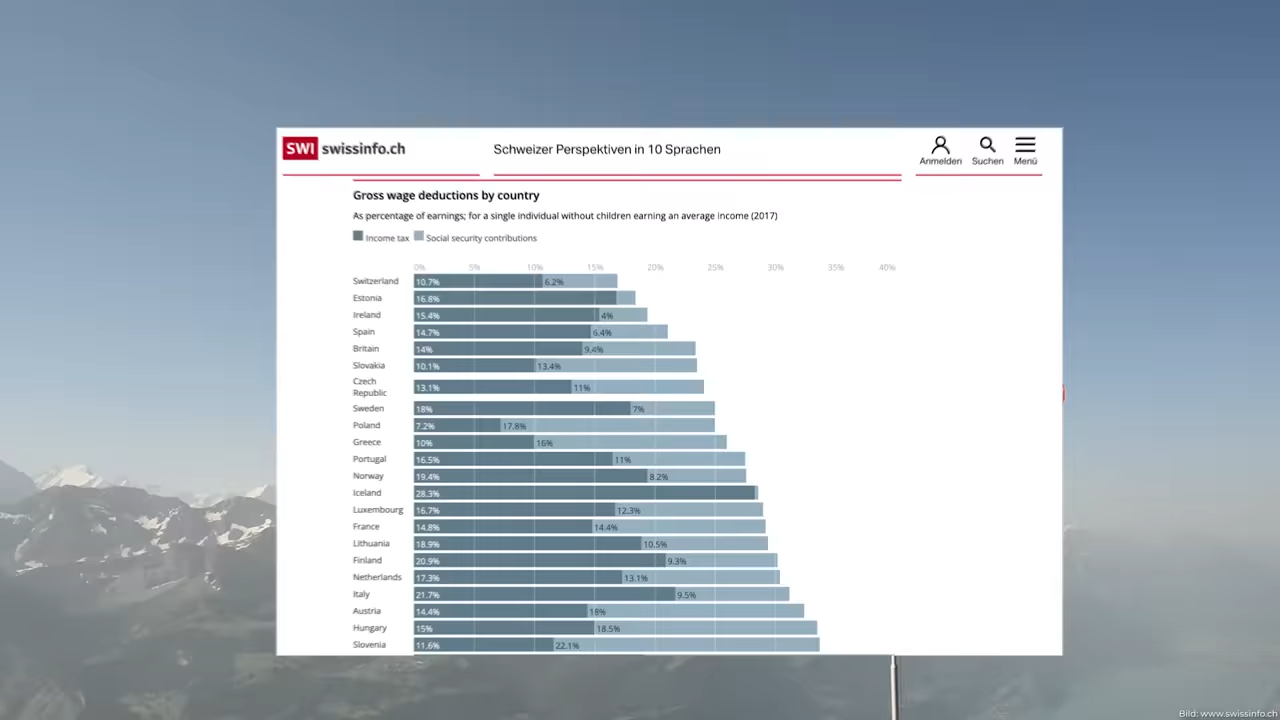 SWI swissinfo.ch
Schweizer Perspektiven in 10 Sprachen
Anmelden Suchen Menü
Gross wage deductions by country
As percentage of earnings; for a single individual without children earning an average income (2017)
Income tax Social security contributions
0% 5% 10% 15% 20% 25% 30% 35% 40%
Switzerland 10.7% 6.2%
Estonia 16.8%
Ireland 15.4% 4%
Spain 14.7% 6.4%
Britain 14% 9.4%
Slovakia 10.1% 13.4%
Czech
Republic 13.1% 11%
Sweden 18% 7%
Poland 7.2% 17.8%
Greece 10% 16%
Portugal 16.5% 11%
Norway 19.4% 8.2%
Iceland 28.3%
Luxembourg 16.7% 12.3%
France 14.8% 14.4%
Lithuania 18.9% 10.5%
Finland 20.9% 9.3%
Netherlands 17.3% 13.1%
Italy 21.7% 9.5%
Austria 14.4% 18%
Hungary 15% 18.5%
Slovenia 11.6% 22.1%
Bild: www.swissinfo.ch